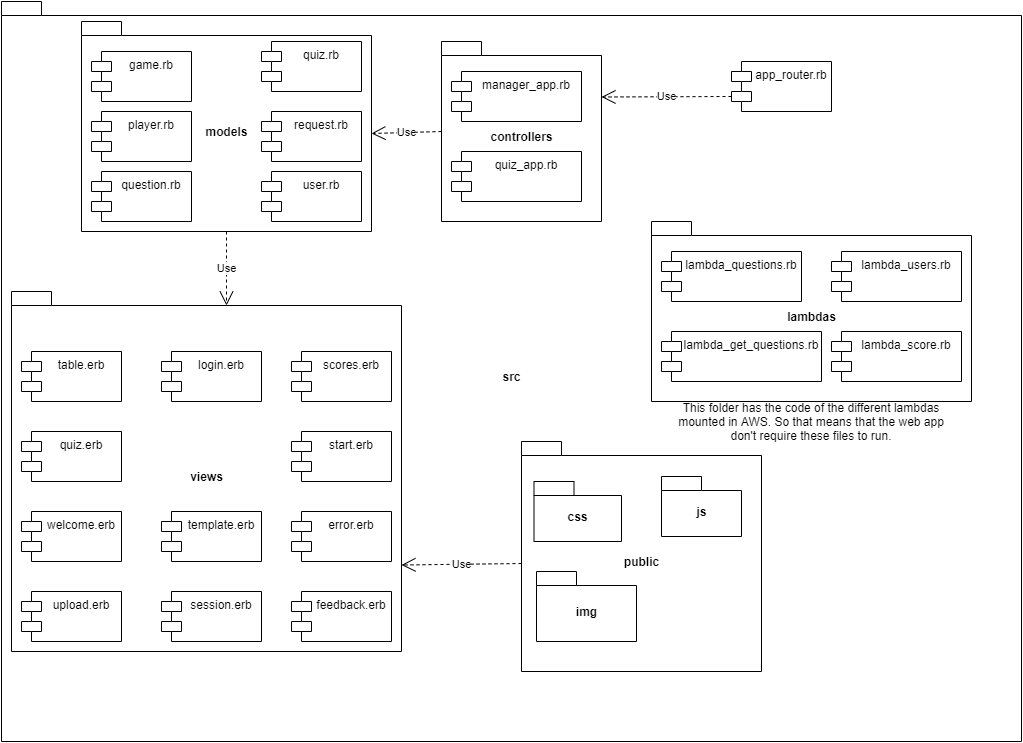 game.rb
quiz.rb
player.rb
models
request.rb
question.rb
user.rb
Use
manager_app.rb
controllers
quiz_app.rb
Use
app_router.rb
Use
lambda_questions.rb
lambda_users.rb
lambdas
lambda_get_questions.rb
lambda_score.rb
This folder has the code of the different lambdas
mounted in AWS. So that means that the web app
don't require these files to run.
src
table.erb
login.erb
scores.erb
quiz.erb
start.erb
views
welcome.erb
template.erb
error.erb
upload.erb
session.erb
feedback.erb
Use
css
js
public
img